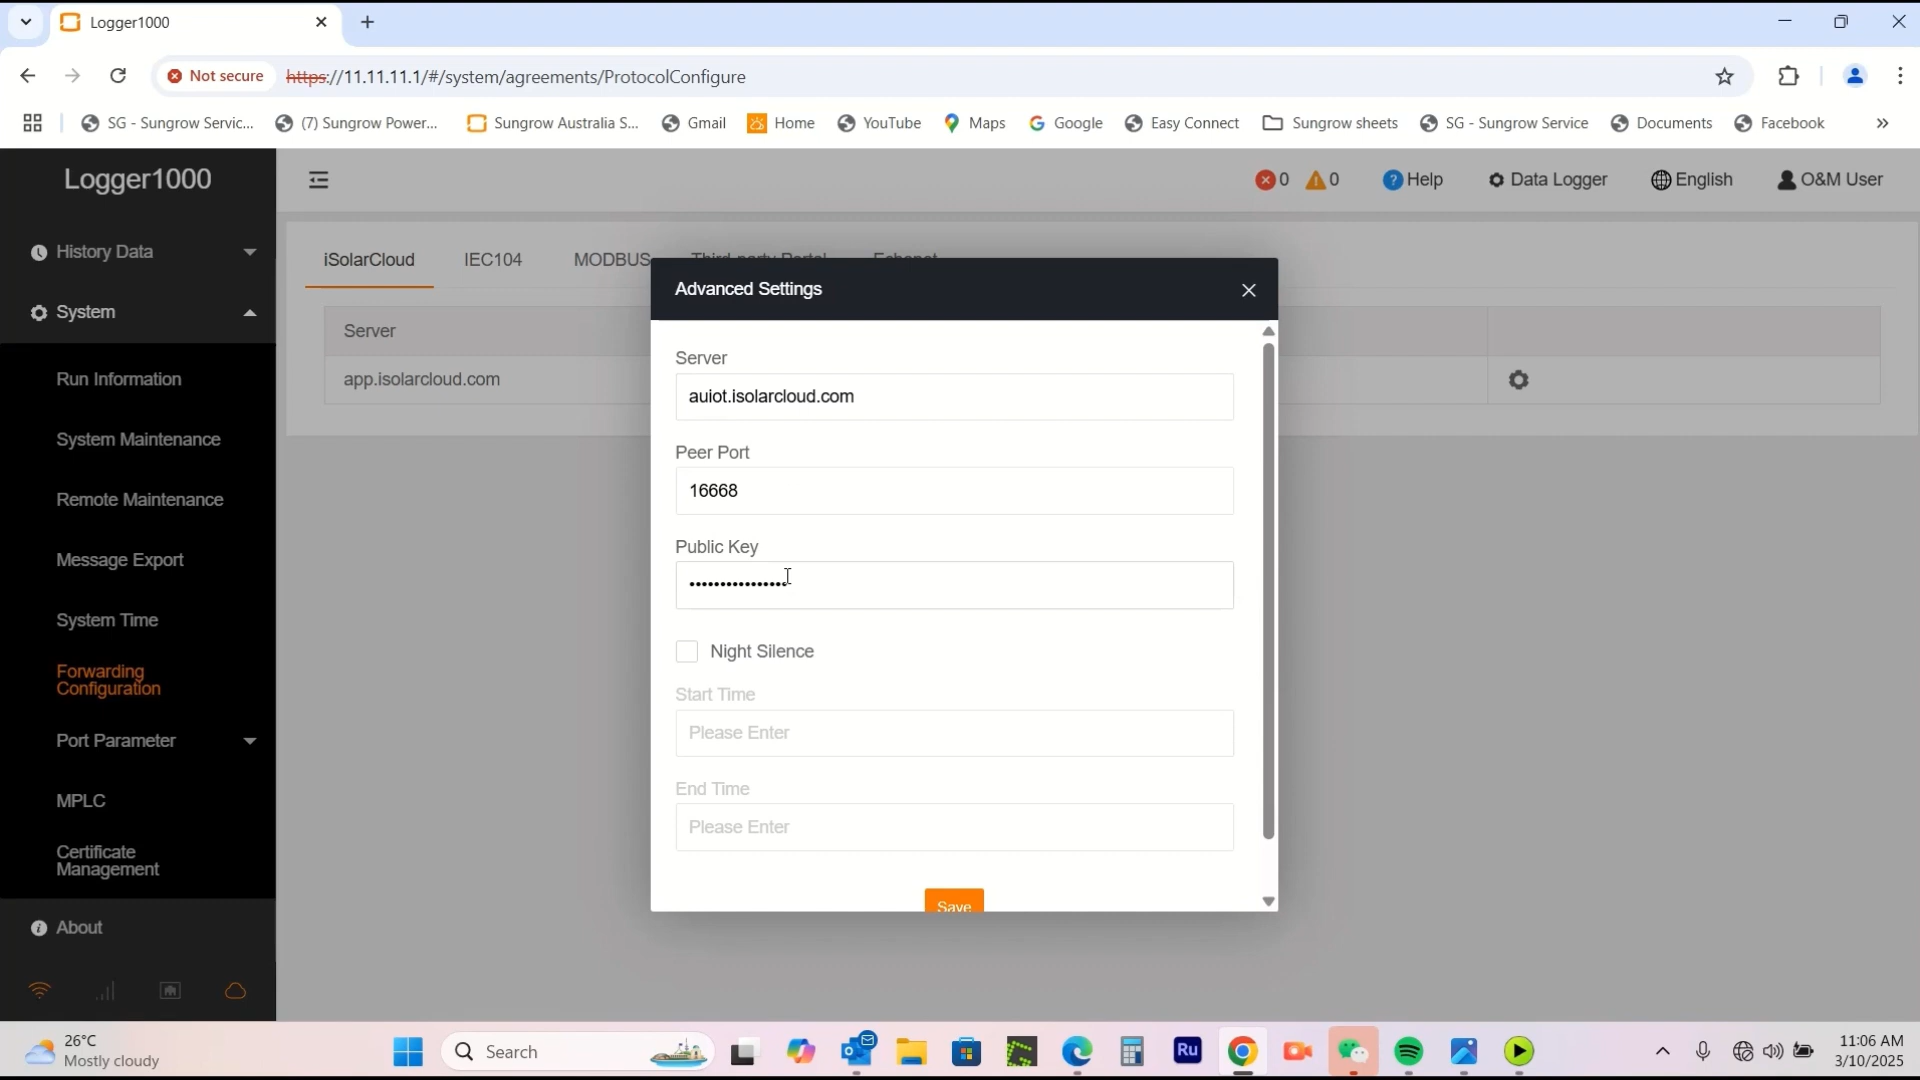 Logger1000
Not secure https://11.11.11.1/#/system/agreements/ProtocolConfigure
SG - Sungrow Servic... (7) Sungrow Power... Sungrow Australia S... Gmail Home YouTube Maps Google Easy Connect Sungrow sheets SG - Sungrow Service Documents Facebook
Logger1000
0 0 Help Data Logger English O&M User
History Data
System
Run Information
System Maintenance
Remote Maintenance
Message Export
System Time
Forwarding
Configuration
Port Parameter
MPLC
Certificate
Management
About
iSolarCloud IEC104 MODBUS Third-party Portal Echonet
Server
app.isolarcloud.com
Advanced Settings
Server
auiot.isolarcloud.com
Peer Port
16668
Public Key
••••••••••••••••
Night Silence
Start Time
Please Enter
End Time
Please Enter
Save
26°C
Mostly cloudy
Search
Ru
11:06 AM
3/10/2025